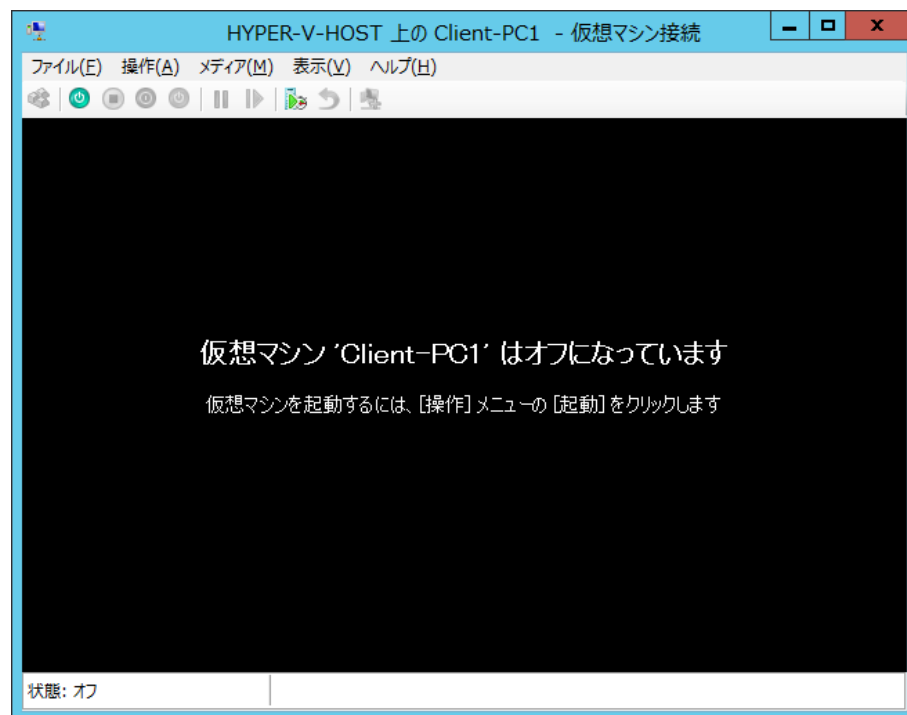 HYPER-V-HOST 上の Client-PC1 - 仮想マシン接続
ファイル(F) 操作(A) メディア(M) 表示(V) ヘルプ(H)
仮想マシン 'Client-PC1' はオフになっています
仮想マシンを起動するには、[操作] メニューの [起動] をクリックします
状態: オフ